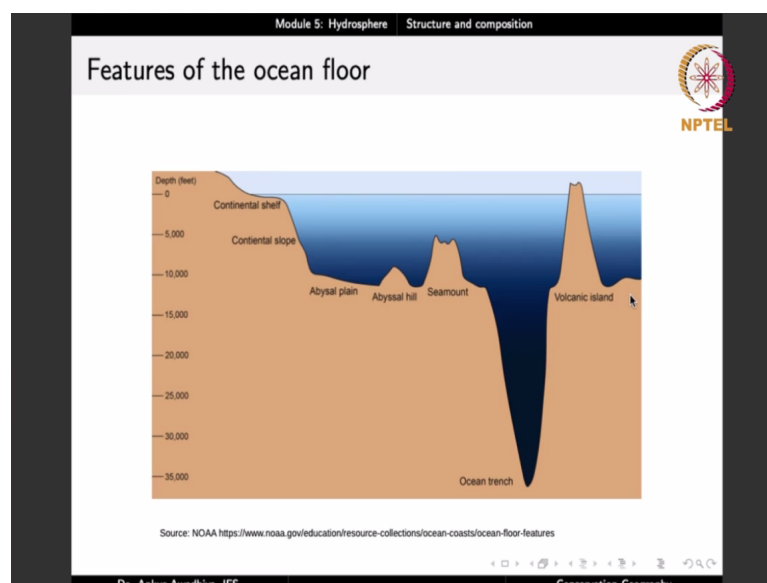 Module 5: Hydrosphere Structure and composition
Features of the ocean floor
NPTEL
Depth (feet)
0
Continental shelf
5,000
Contiental slope
10,000
Abysal plain Abyssal hill Seamount Volcanic island
15,000
20,000
25,000
30,000
35,000
Ocean trench
Source: NOAA https://www.noaa.gov/education/resource-collections/ocean-coasts/ocean-floor-features